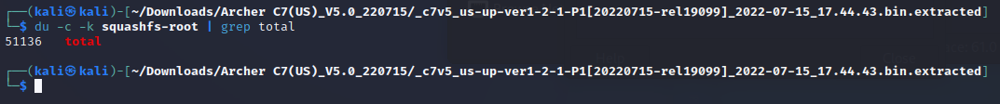 ┌──(kali㉿kali)-[~/Downloads/Archer C7(US)_V5.0_220715/_c7v5_us-up-ver1-2-1-P1[20220715-rel19099]_2022-07-15_17.44.43.bin.extracted]
└─$ du -c -k squashfs-root | grep total
51136   total
┌──(kali㉿kali)-[~/Downloads/Archer C7(US)_V5.0_220715/_c7v5_us-up-ver1-2-1-P1[20220715-rel19099]_2022-07-15_17.44.43.bin.extracted]
└─$
Help
Close